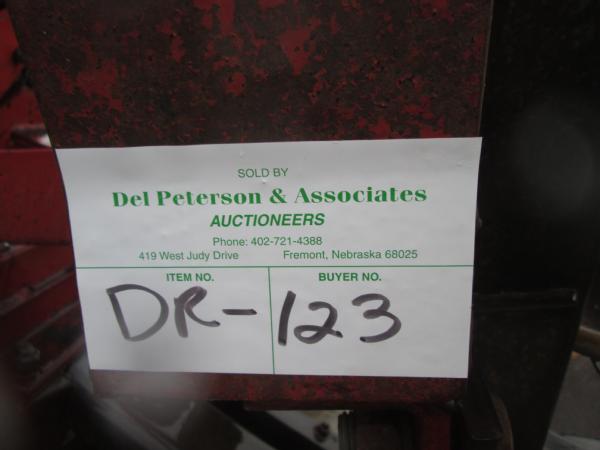 SOLD BY
Del Peterson & Associates
AUCTIONEERS
Phone: 402-721-4388
419 West Judy Drive Fremont, Nebraska 68025
ITEM NO. BUYER NO.
DR-123